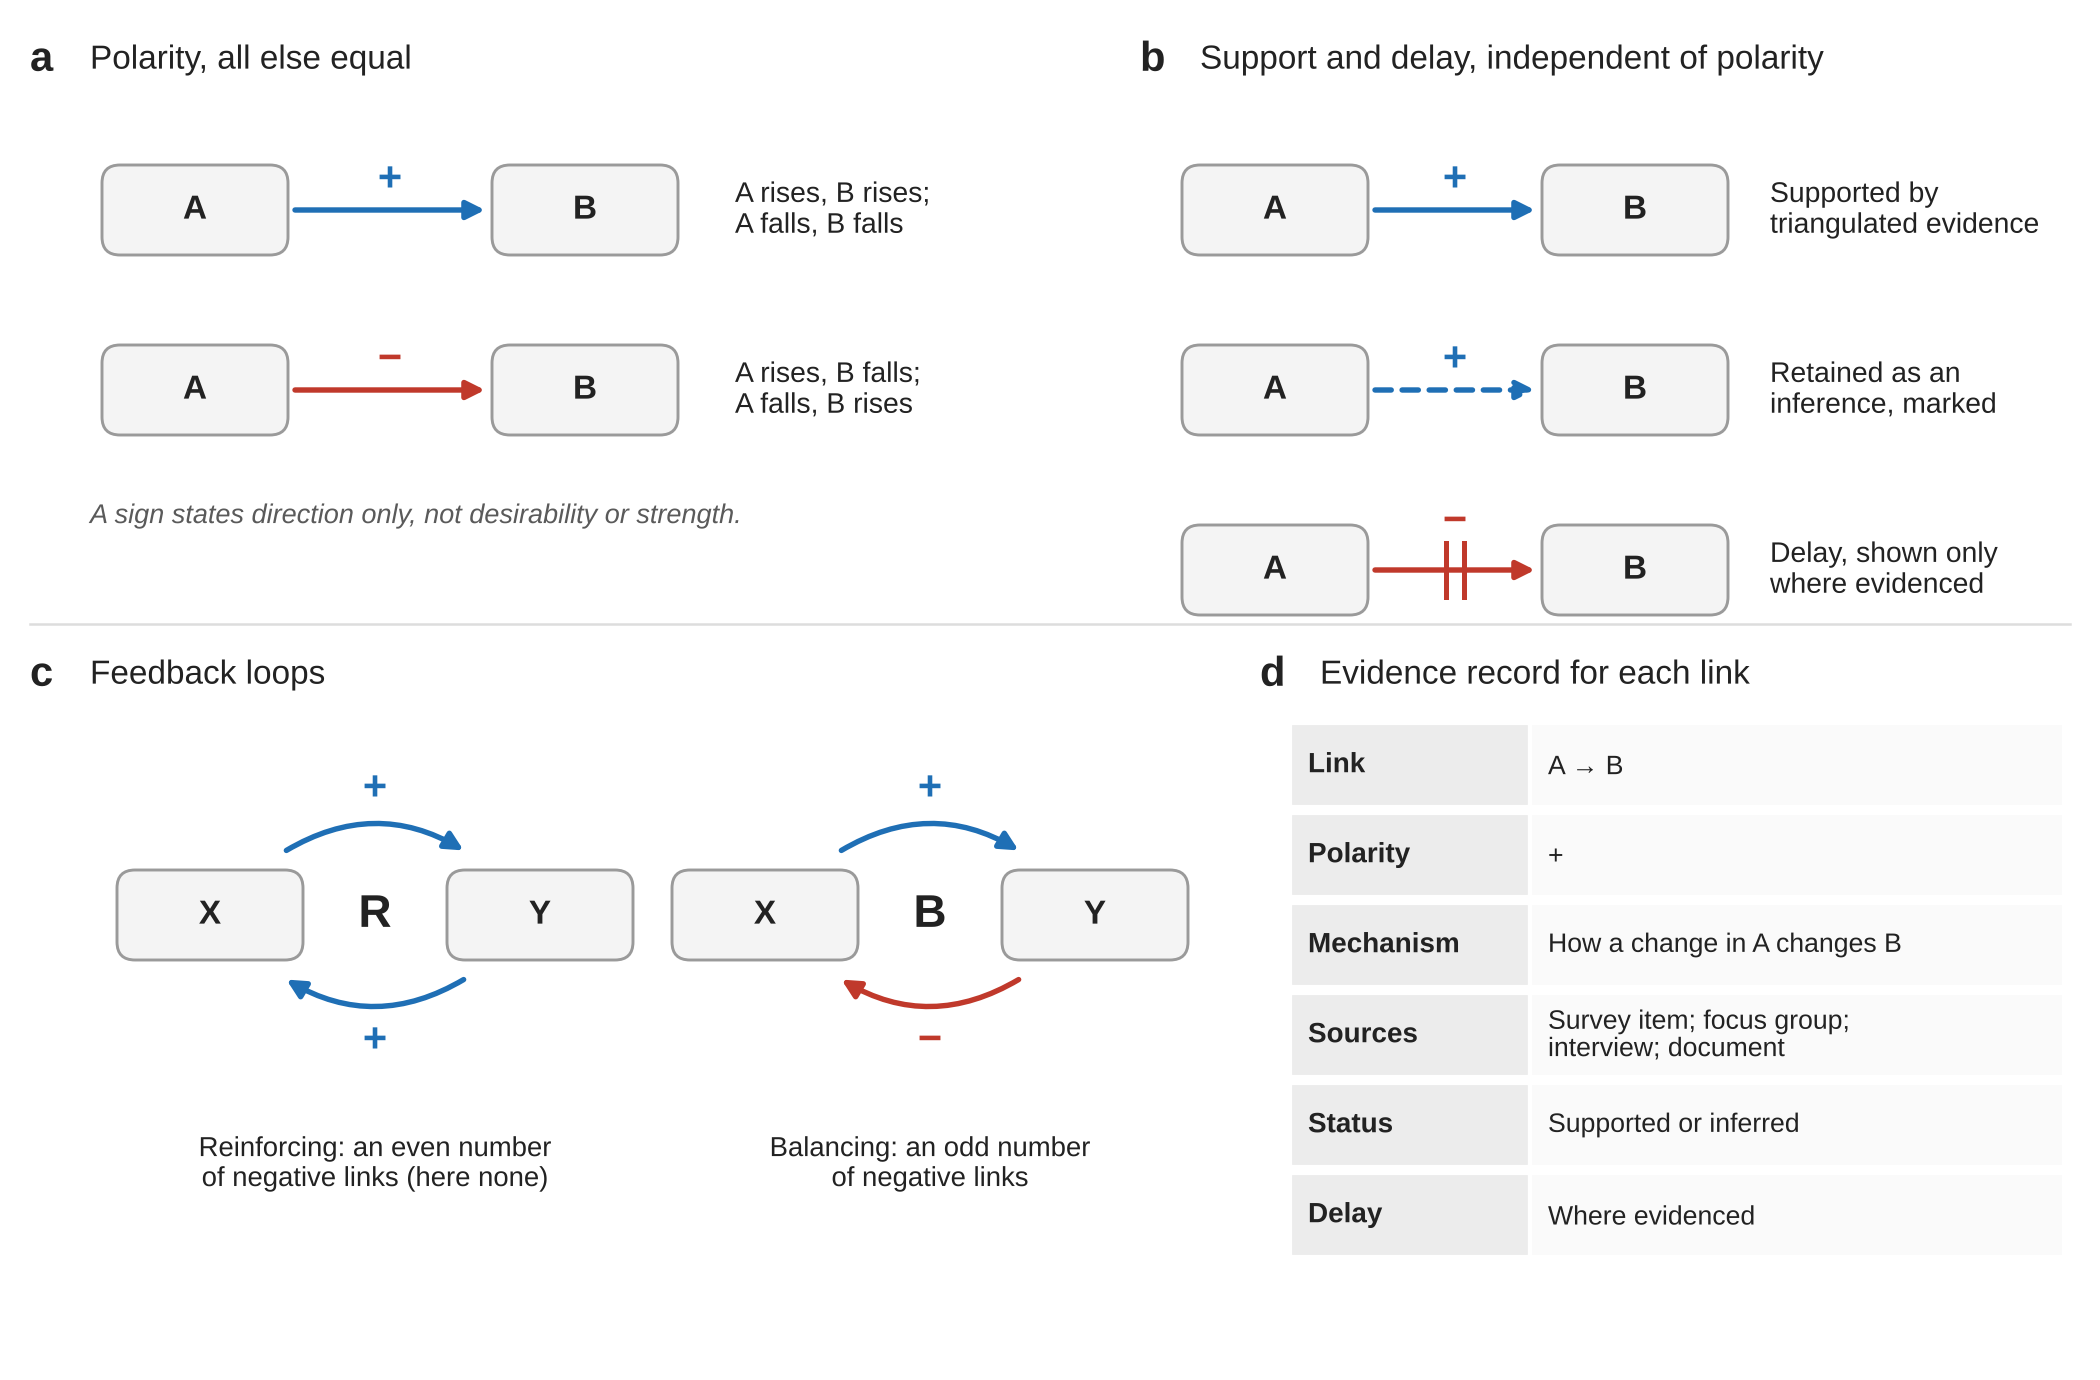 a Polarity, all else equal
A + B
A rises, B rises;
A falls, B falls
A − B
A rises, B falls;
A falls, B rises
A sign states direction only, not desirability or strength.
b Support and delay, independent of polarity
A + B
Supported by
triangulated evidence
A + B
Retained as an
inference, marked
A − B
Delay, shown only
where evidenced
c Feedback loops
+
X R Y
+
Reinforcing: an even number
of negative links (here none)
+
X B Y
−
Balancing: an odd number
of negative links
d Evidence record for each link
Link A → B
Polarity +
Mechanism How a change in A changes B
Sources Survey item; focus group;
interview; document
Status Supported or inferred
Delay Where evidenced